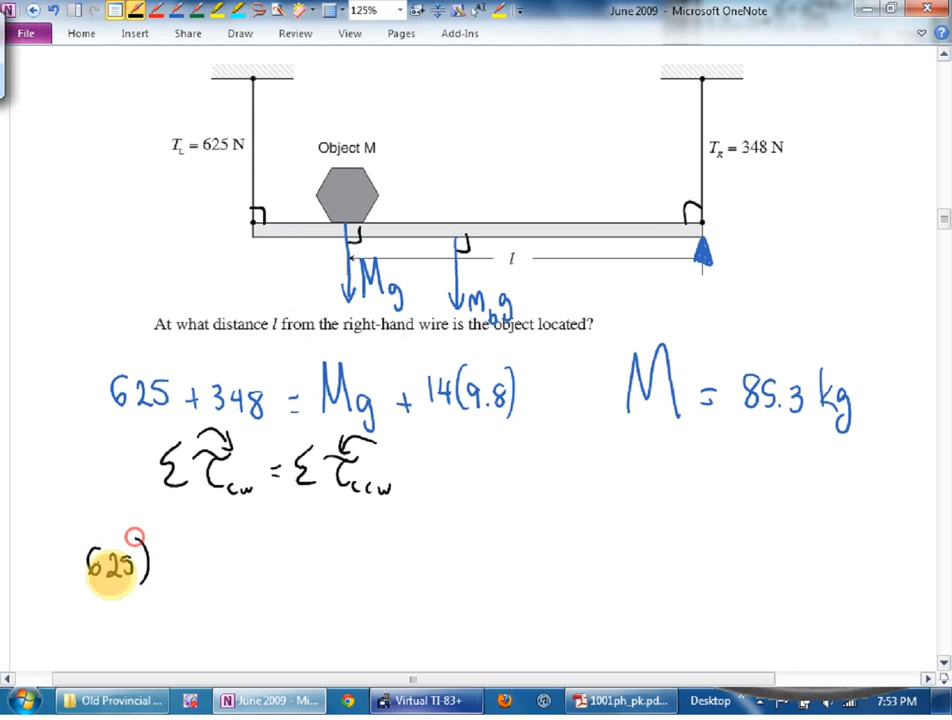 125%
June 2009 - Microsoft OneNote
File Home Insert Share Draw Review View Pages Add-Ins
T_L = 625 N
Object M
T_R = 348 N
l
Mg
m_b g
At what distance l from the right-hand wire is the object located?
625 + 348 = Mg + 14(9.8)
M = 85.3 kg
Σ τ_cw = Σ τ_ccw
(625)
Old Provincial ...
June 2009 - Mi...
Virtual TI-83+
1001ph_pk.pd...
Desktop
7:53 PM